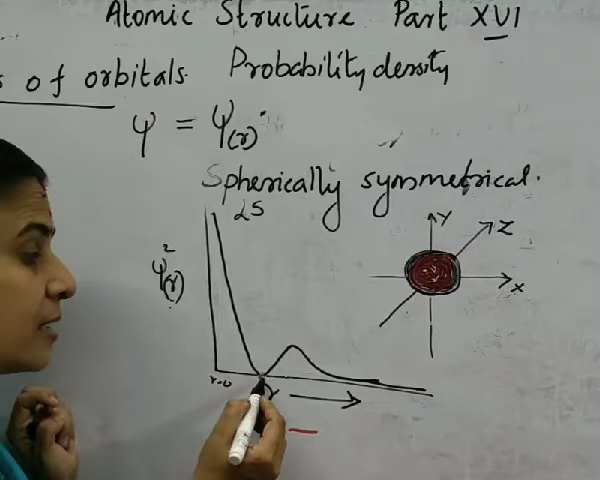 Atomic Structure Part XVI
s of orbitals Probability density
ψ = ψ(r)
Spherically symmetrical.
2S
Y
Z
ψ²(r)
X
r=0
r